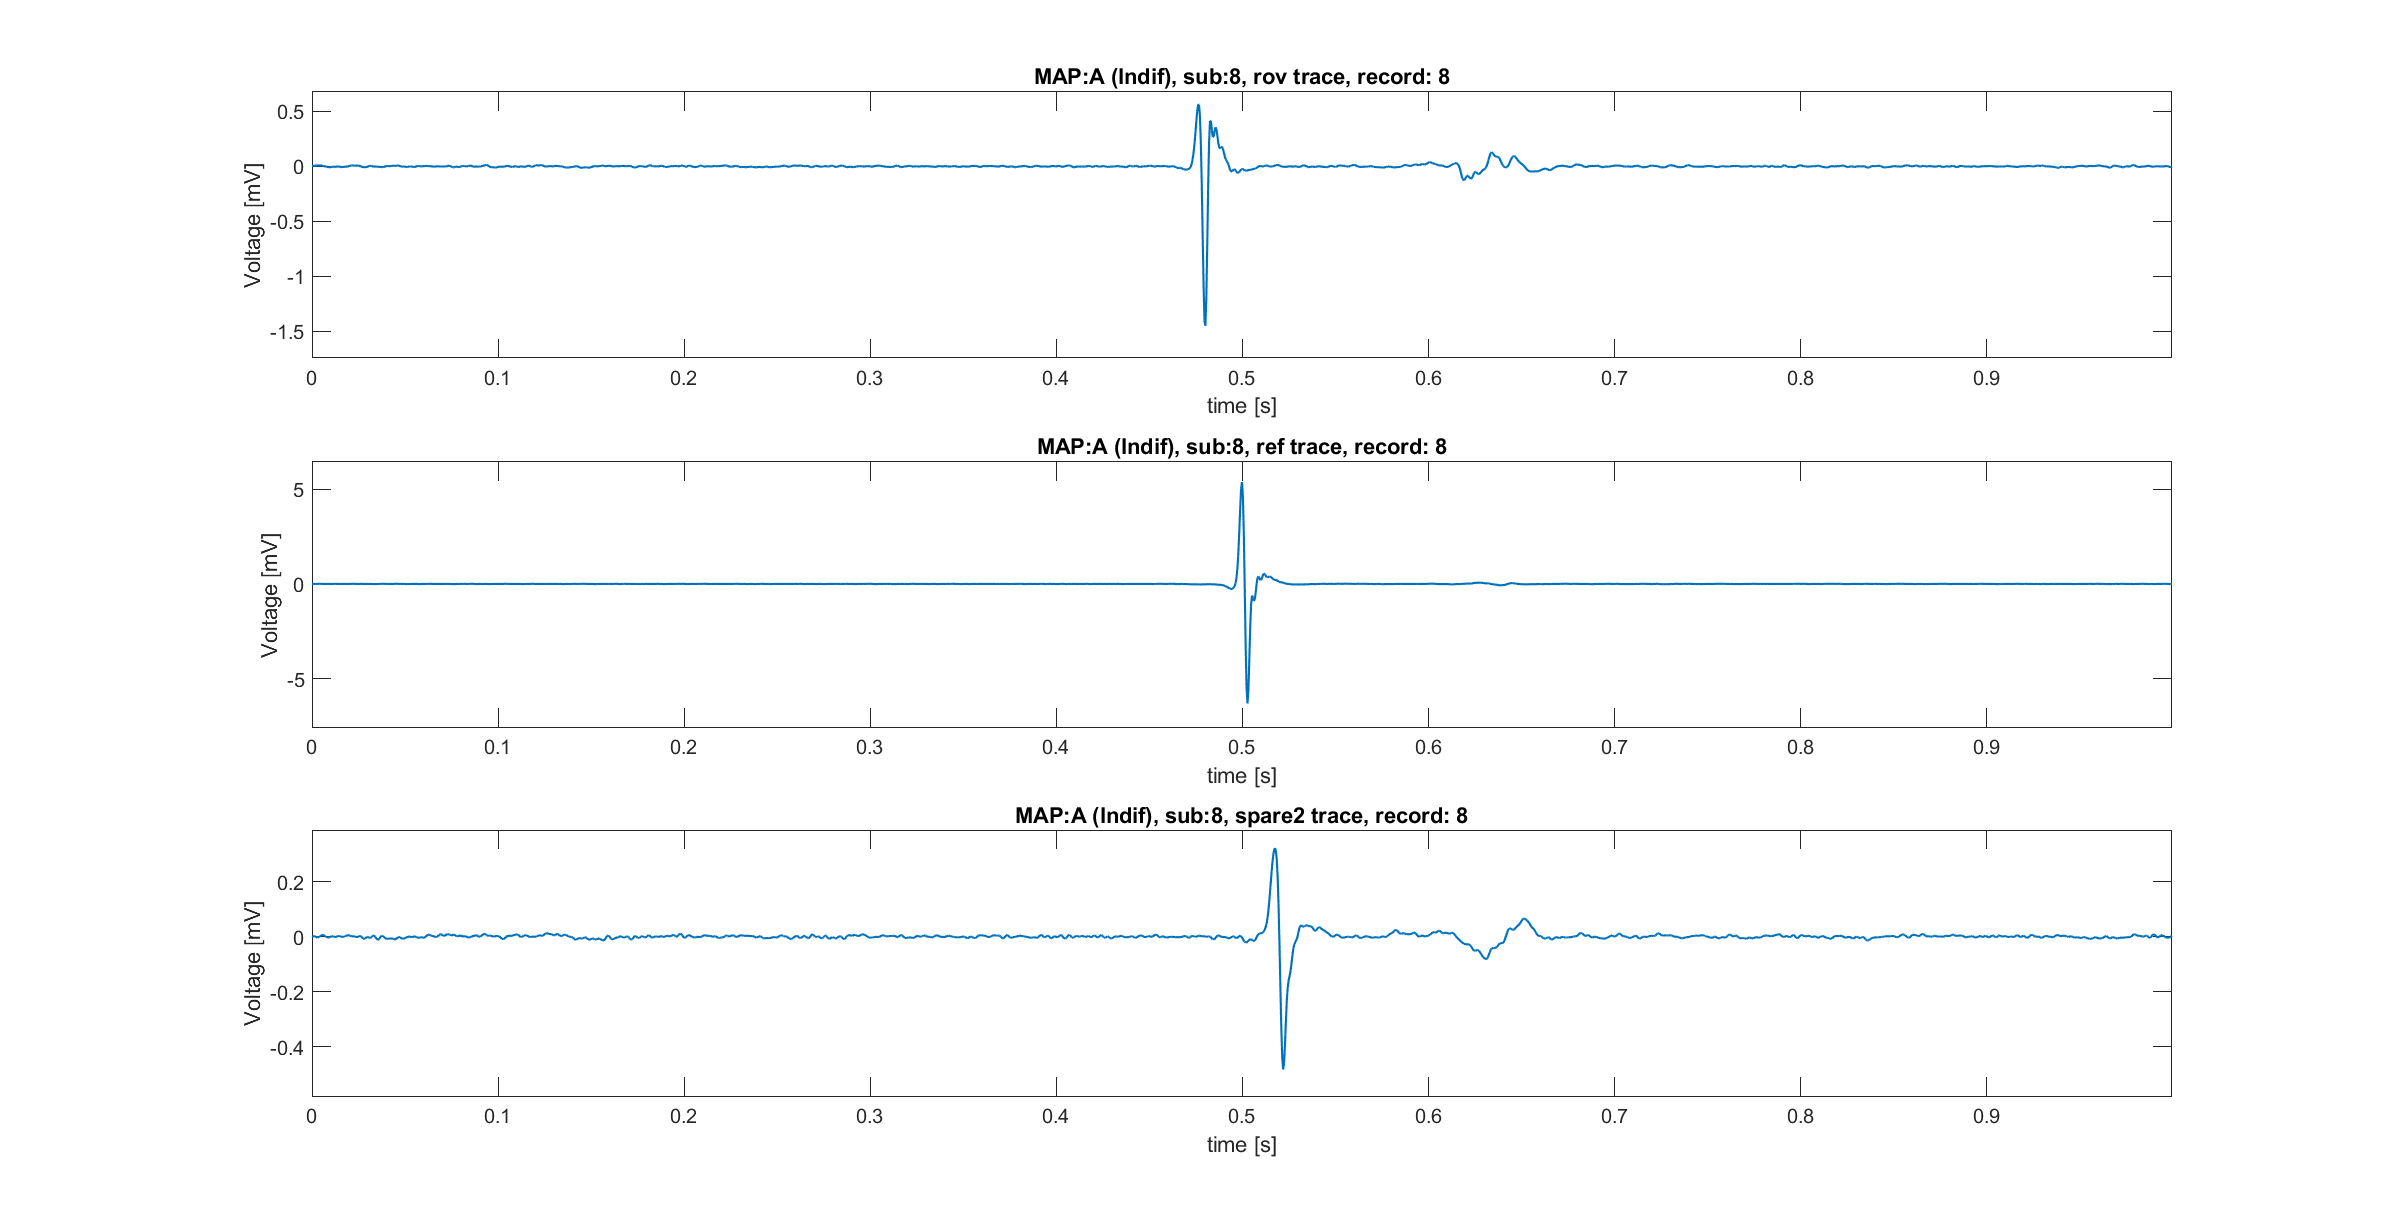 MAP:A (Indif), sub:8, rov trace, record: 8
Voltage [mV]
0.5
0
-0.5
-1
-1.5
0 0.1 0.2 0.3 0.4 0.5 0.6 0.7 0.8 0.9
time [s]
MAP:A (Indif), sub:8, ref trace, record: 8
Voltage [mV]
5
0
-5
0 0.1 0.2 0.3 0.4 0.5 0.6 0.7 0.8 0.9
time [s]
MAP:A (Indif), sub:8, spare2 trace, record: 8
Voltage [mV]
0.2
0
-0.2
-0.4
0 0.1 0.2 0.3 0.4 0.5 0.6 0.7 0.8 0.9
time [s]